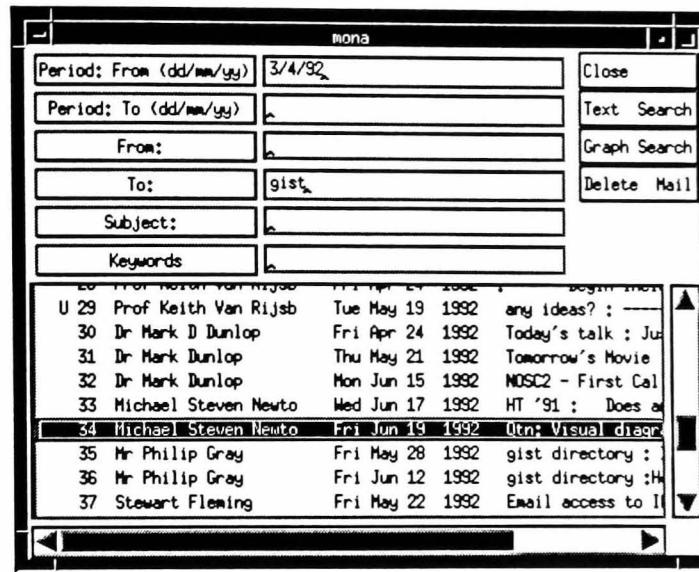 mona
Period: From (dd/mm/yy) 3/4/92 Close
Period: To (dd/mm/yy) Text Search
From: Graph Search
To: gist Delete Mail
Subject:
Keywords
U 29 Prof Keith Van Rijsb Tue May 19 1992 any ideas? : ----
30 Dr Mark D Dunlop Fri Apr 24 1992 Today's talk : Ju
31 Dr Mark Dunlop Thu May 21 1992 Tomorrow's Movie
32 Dr Mark Dunlop Mon Jun 15 1992 NOSC2 - First Cal
33 Michael Steven Newto Wed Jun 17 1992 HT '91 : Does a
34 Michael Steven Newto Fri Jun 19 1992 Qtn: Visual diagra
35 Mr Philip Gray Fri May 28 1992 gist directory :
36 Mr Philip Gray Fri Jun 12 1992 gist directory :H
37 Stewart Fleming Fri May 22 1992 Email access to I